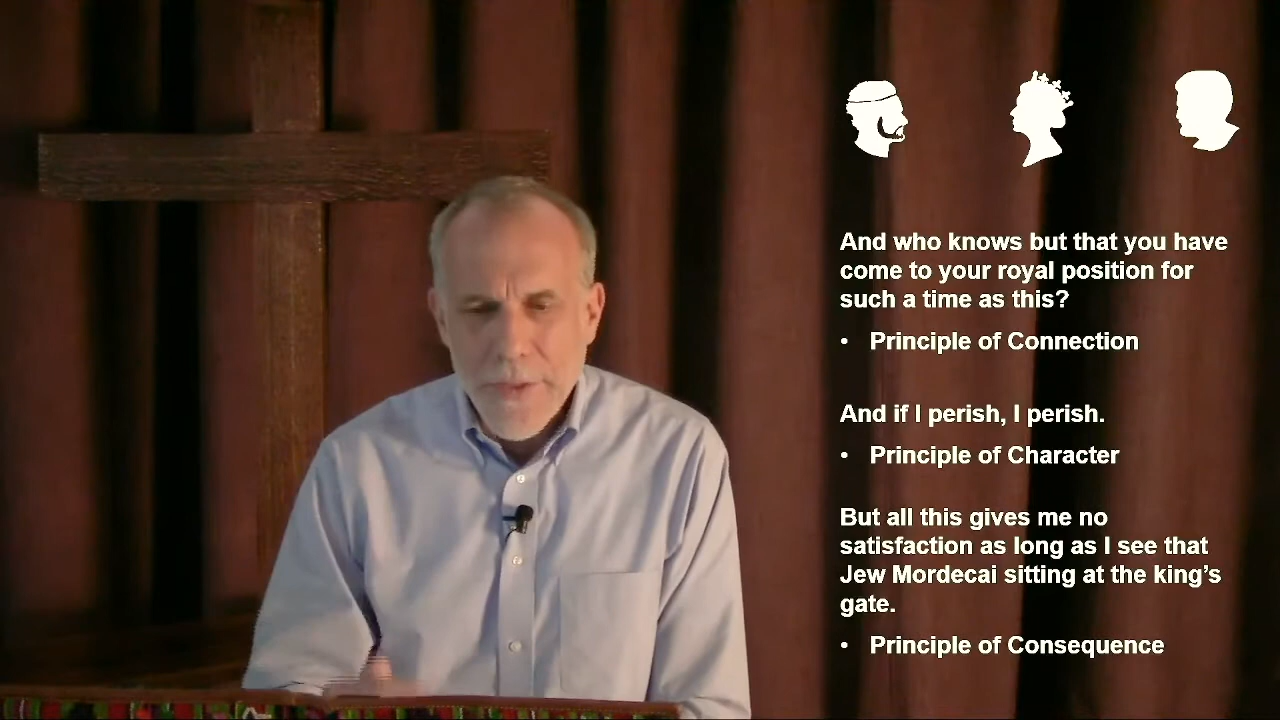 And who knows but that you have
come to your royal position for
such a time as this?
• Principle of Connection
And if I perish, I perish.
• Principle of Character
But all this gives me no
satisfaction as long as I see that
Jew Mordecai sitting at the king’s
gate.
• Principle of Consequence